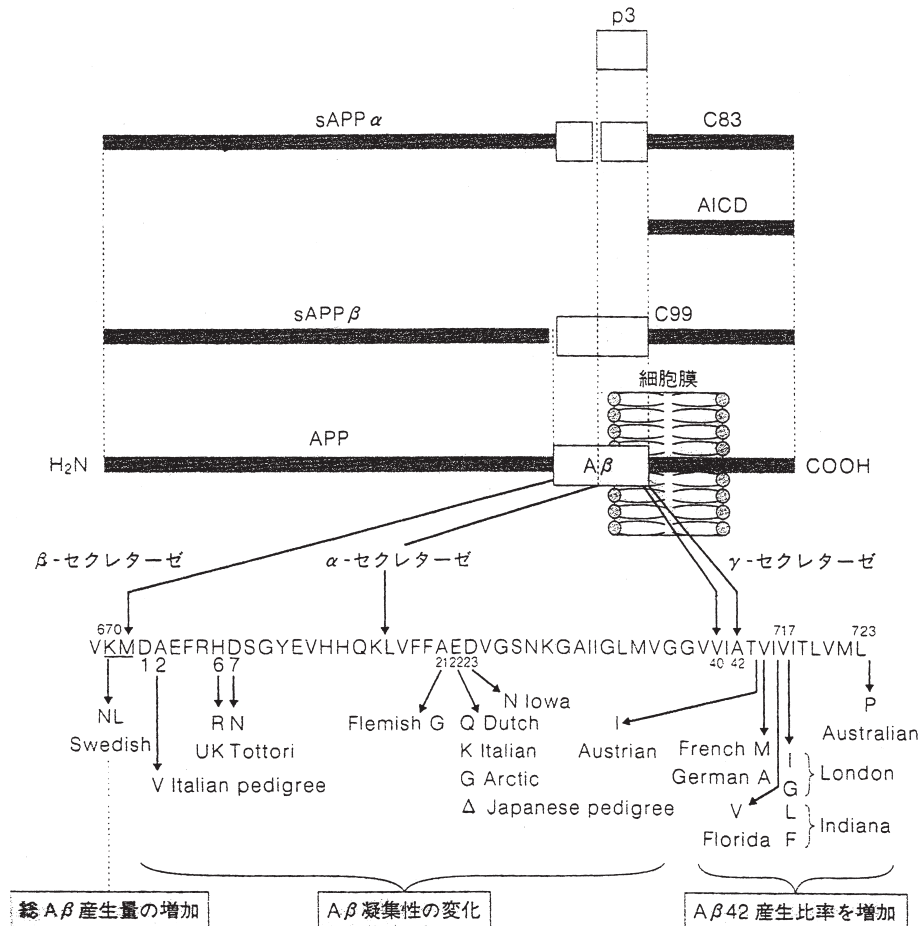 p3
sAPPα C83
AICD
sAPPβ C99
細胞膜
APP
H₂N Aβ COOH
β-セクレターゼ α-セクレターゼ γ-セクレターゼ
670 717 723
VKMDAEFRHDSGYEVHHQKLVFFAEDVGSNKGAIIGLMVGGVVIATVIVITLVML
1 2 6 7 21 22 23 40 42
NL
Swedish
V Italian pedigree
R N
UK Tottori
Flemish G
N Iowa
Q Dutch
K Italian
G Arctic
Δ Japanese pedigree
I
Austrian
French M
German A
V
Florida
I
G
London
L
F
Indiana
P
Australian
総Aβ産生量の増加 Aβ凝集性の変化 Aβ42産生比率を増加